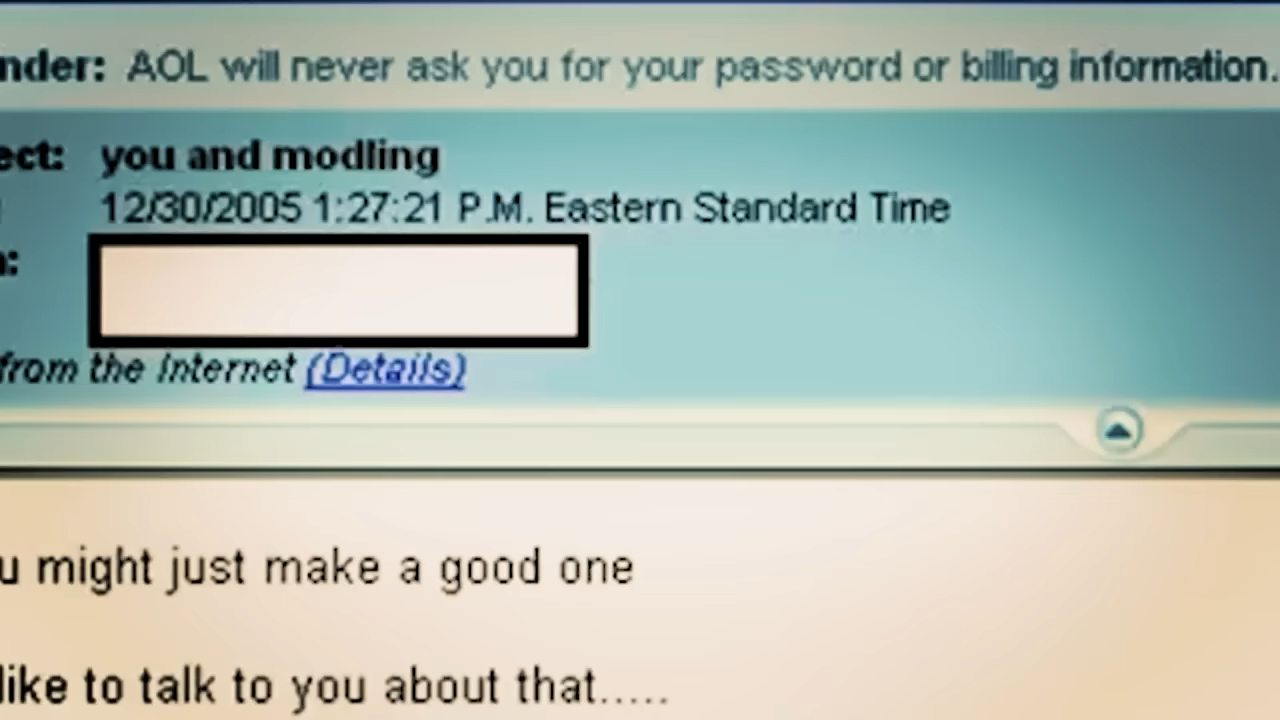 nder: AOL will never ask you for your password or billing information.
ect: you and modling
12/30/2005 1:27:21 P.M. Eastern Standard Time
:
from the Internet (Details)
u might just make a good one
like to talk to you about that.....